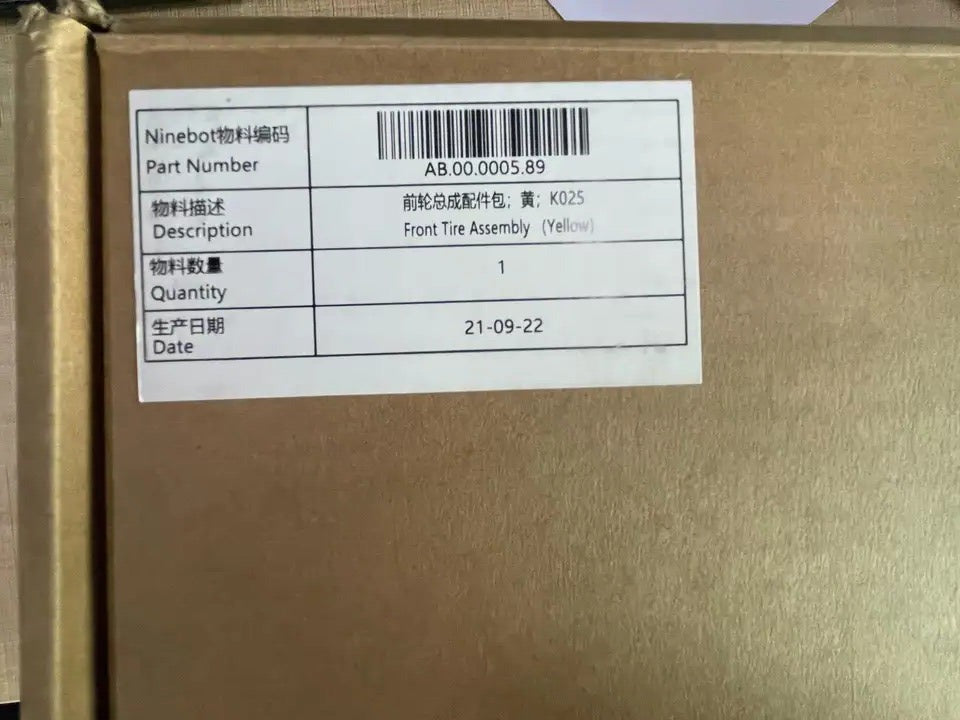 Ninebot物料编码
Part Number
AB.00.0005.89
物料描述
Description
前轮总成配件包；黄；K025
Front Tire Assembly （Yellow）
物料数量
Quantity
1
生产日期
Date
21-09-22